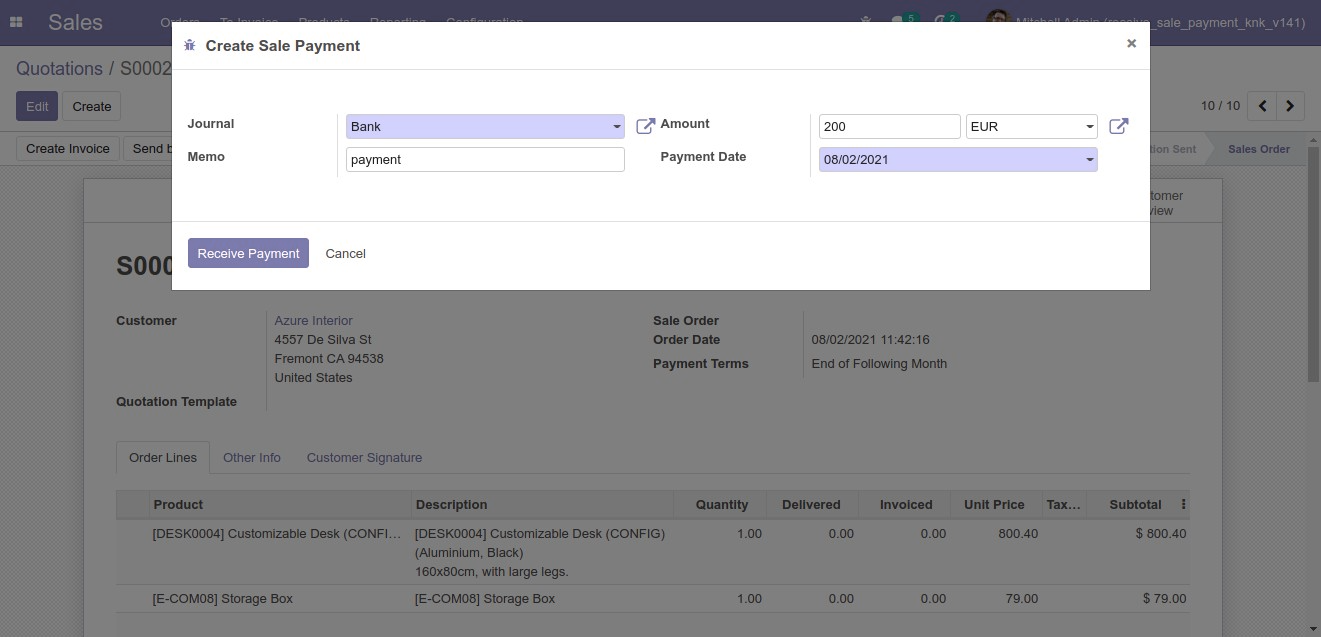 Sales Orders To Invoice Products Reporting Configuration 5 2 Mitchell Admin (receive_sale_payment_knk_v141)
Create Sale Payment ×
Quotations / S0002
Edit Create 10 / 10
Journal Bank Amount 200 EUR
Create Invoice Send b tion Sent Sales Order
Memo payment Payment Date 08/02/2021
tomer
view
Receive Payment Cancel
S000
Customer Azure Interior Sale Order
4557 De Silva St Order Date 08/02/2021 11:42:16
Fremont CA 94538 Payment Terms End of Following Month
United States
Quotation Template
Order Lines Other Info Customer Signature
Product Description Quantity Delivered Invoiced Unit Price Tax... Subtotal
[DESK0004] Customizable Desk (CONFI... [DESK0004] Customizable Desk (CONFIG) 1.00 0.00 0.00 800.40 $ 800.40
(Aluminium, Black)
160x80cm, with large legs.
[E-COM08] Storage Box [E-COM08] Storage Box 1.00 0.00 0.00 79.00 $ 79.00